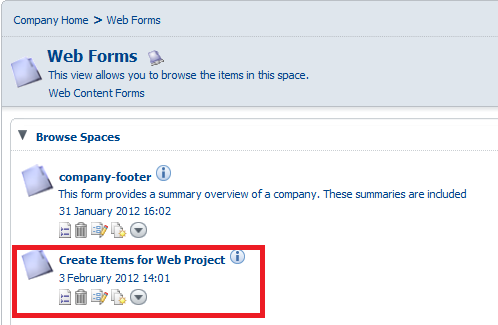 Company Home > Web Forms
Web Forms
This view allows you to browse the items in this space.
Web Content Forms
Browse Spaces
company-footer
This form provides a summary overview of a company. These summaries are included
31 January 2012 16:02
Create Items for Web Project
3 February 2012 14:01